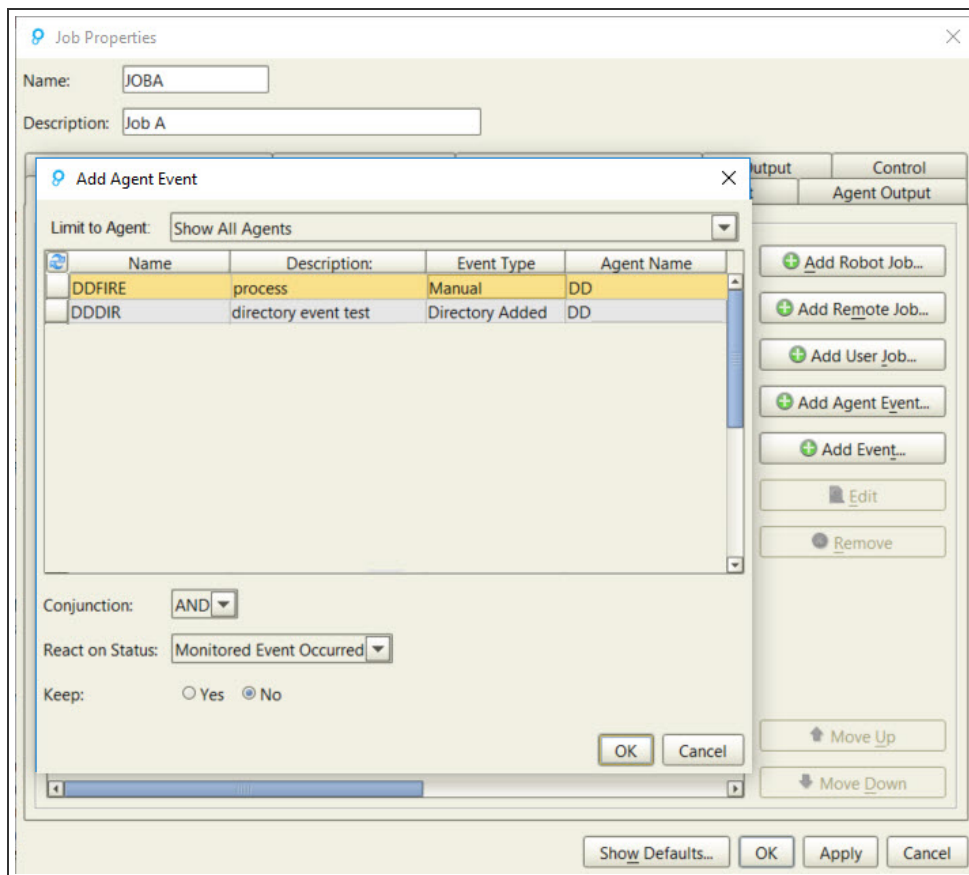 Job Properties
Name: JOBA
Description: Job A
Output Control
Agent Output
Add Agent Event
Limit to Agent: Show All Agents
Name Description: Event Type Agent Name
DDFIRE process Manual DD
DDDIR directory event test Directory Added DD
Conjunction: AND
React on Status: Monitored Event Occurred
Keep: Yes No
OK Cancel
Add Robot Job...
Add Remote Job...
Add User Job...
Add Agent Event...
Add Event...
Edit
Remove
Move Up
Move Down
Show Defaults... OK Apply Cancel